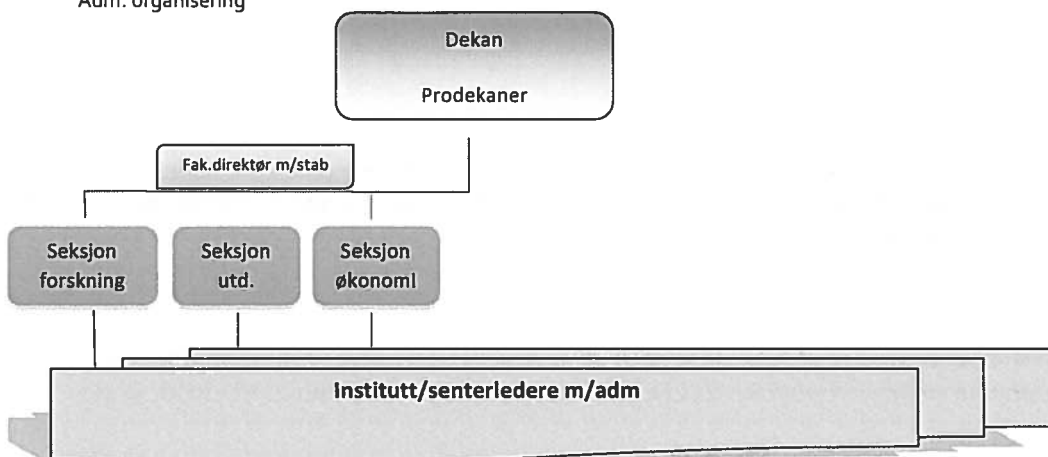 Adm. organisering
Dekan
Prodekaner
Fak.direktør m/stab
Seksjon
forskning
Seksjon
utd.
Seksjon
økonomi
Institutt/senterledere m/adm